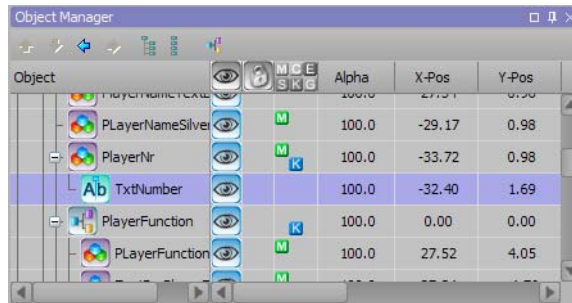 Object Manager
Object M C E S K G Alpha X-Pos Y-Pos
PLayerNameSilver M 100.0 -29.17 0.98
PlayerNr M K 100.0 -33.72 0.98
Ab TxtNumber 100.0 -32.40 1.69
PlayerFunction K 100.0 0.00 0.00
PLayerFunction M 100.0 27.52 4.05
M